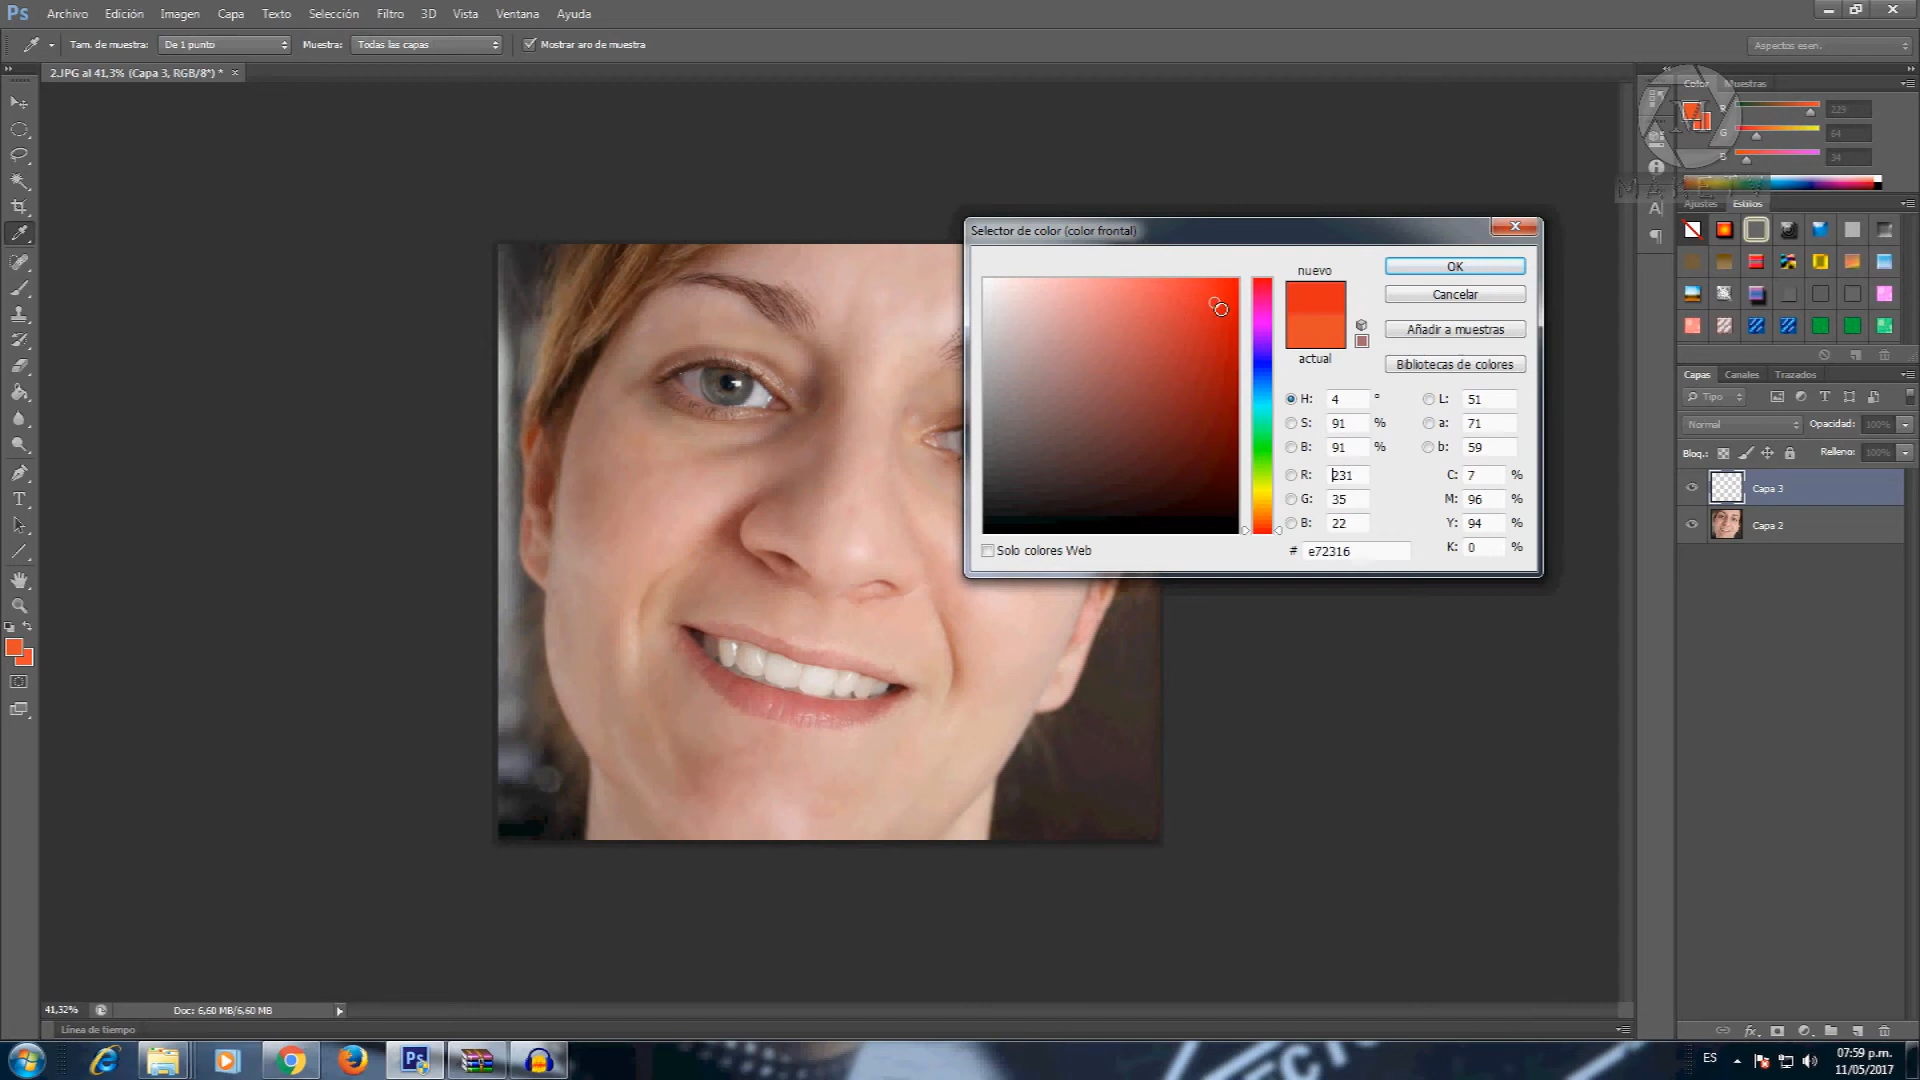 Ps Archivo Edición Imagen Capa Texto Selección Filtro 3D Vista Ventana Ayuda
Tam. de muestra: De 1 punto Muestra: Todas las capas Mostrar aro de muestra Aspectos esen.
2.JPG al 41,3% (Capa 3, RGB/8*) * ×
Color Muestras
R 229
G 64
B 34
Ajustes Estilos
Selector de color (color frontal)
nuevo
actual
OK
Cancelar
Añadir a muestras
Bibliotecas de colores
H: 4 ° L: 51
S: 91 % a: 71
B: 91 % b: 59
R: 231 C: 7 %
G: 35 M: 96 %
B: 22 Y: 94 %
# e72316 K: 0 %
Solo colores Web
Capas Canales Trazados
Tipo
Normal Opacidad: 100%
Bloq.: Relleno: 100%
Capa 3
Capa 2
41,32% Doc: 6,60 MB/6,60 MB
Línea de tiempo
Ps
ES 07:59 p.m.
11/05/2017